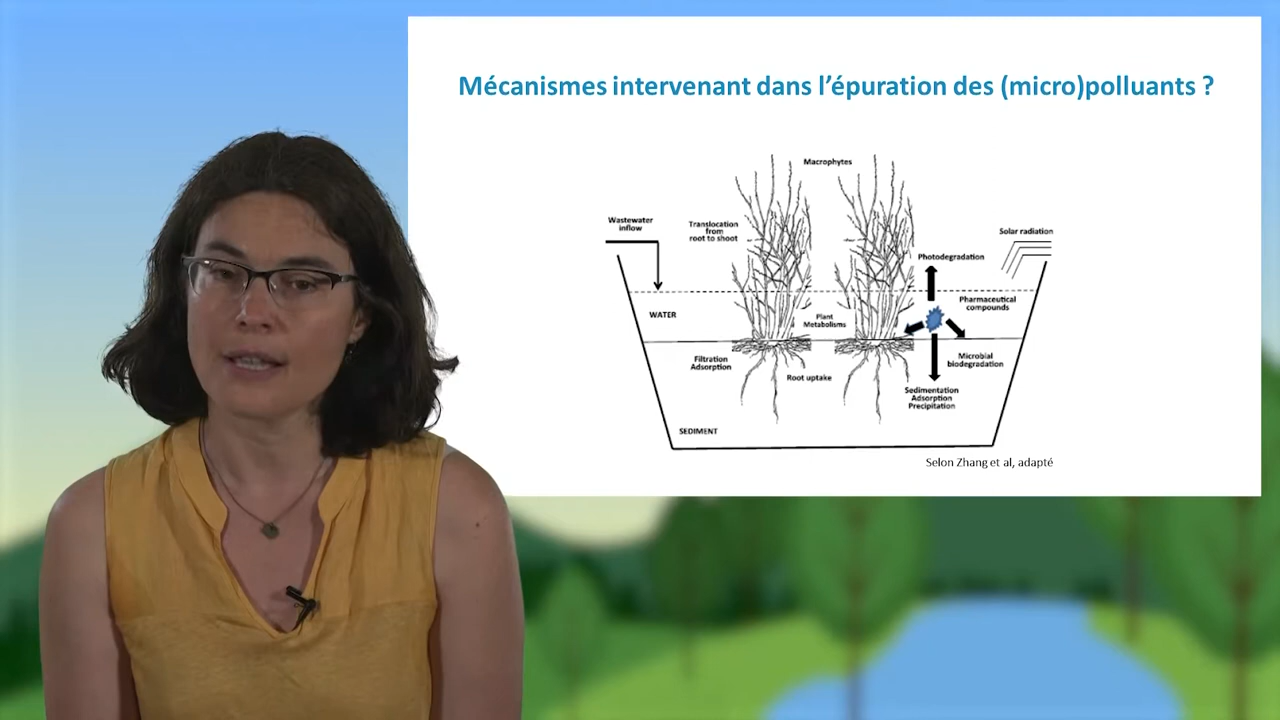 Mécanismes intervenant dans l’épuration des (micro)polluants ?
Macrophytes
Wastewater
inflow
Translocation
from
root to shoot
Solar radiation
Photodegradation
Pharmaceutical
compounds
WATER
Plant
Metabolisms
Filtration
Adsorption
Microbial
biodegradation
Root uptake
Sedimentation
Adsorption
Precipitation
SEDIMENT
Selon Zhang et al, adapté